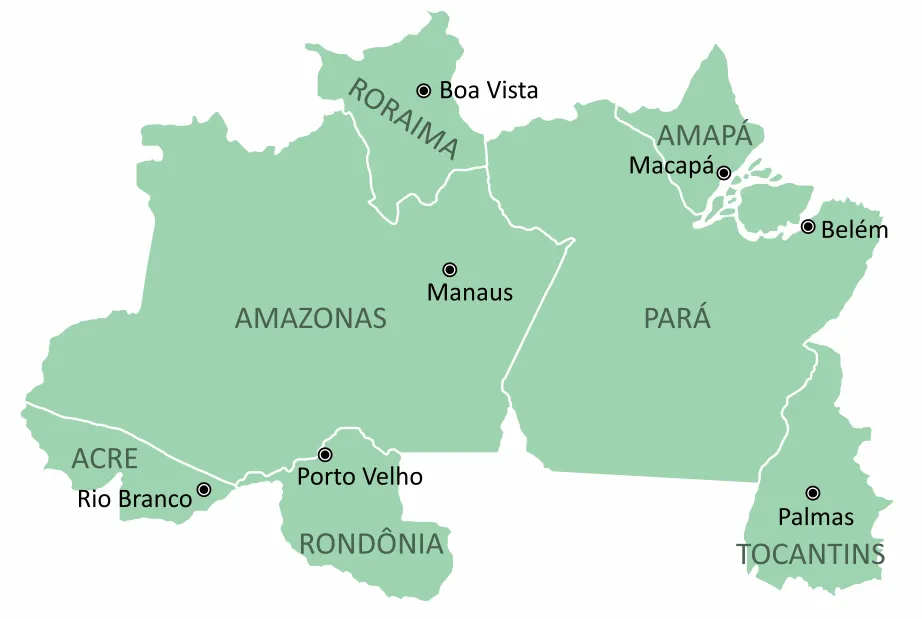 Boa Vista
RORAIMA
AMAPÁ
Macapá
Belém
Manaus
AMAZONAS
PARÁ
ACRE
Rio Branco
Porto Velho
RONDÔNIA
Palmas
TOCANTINS